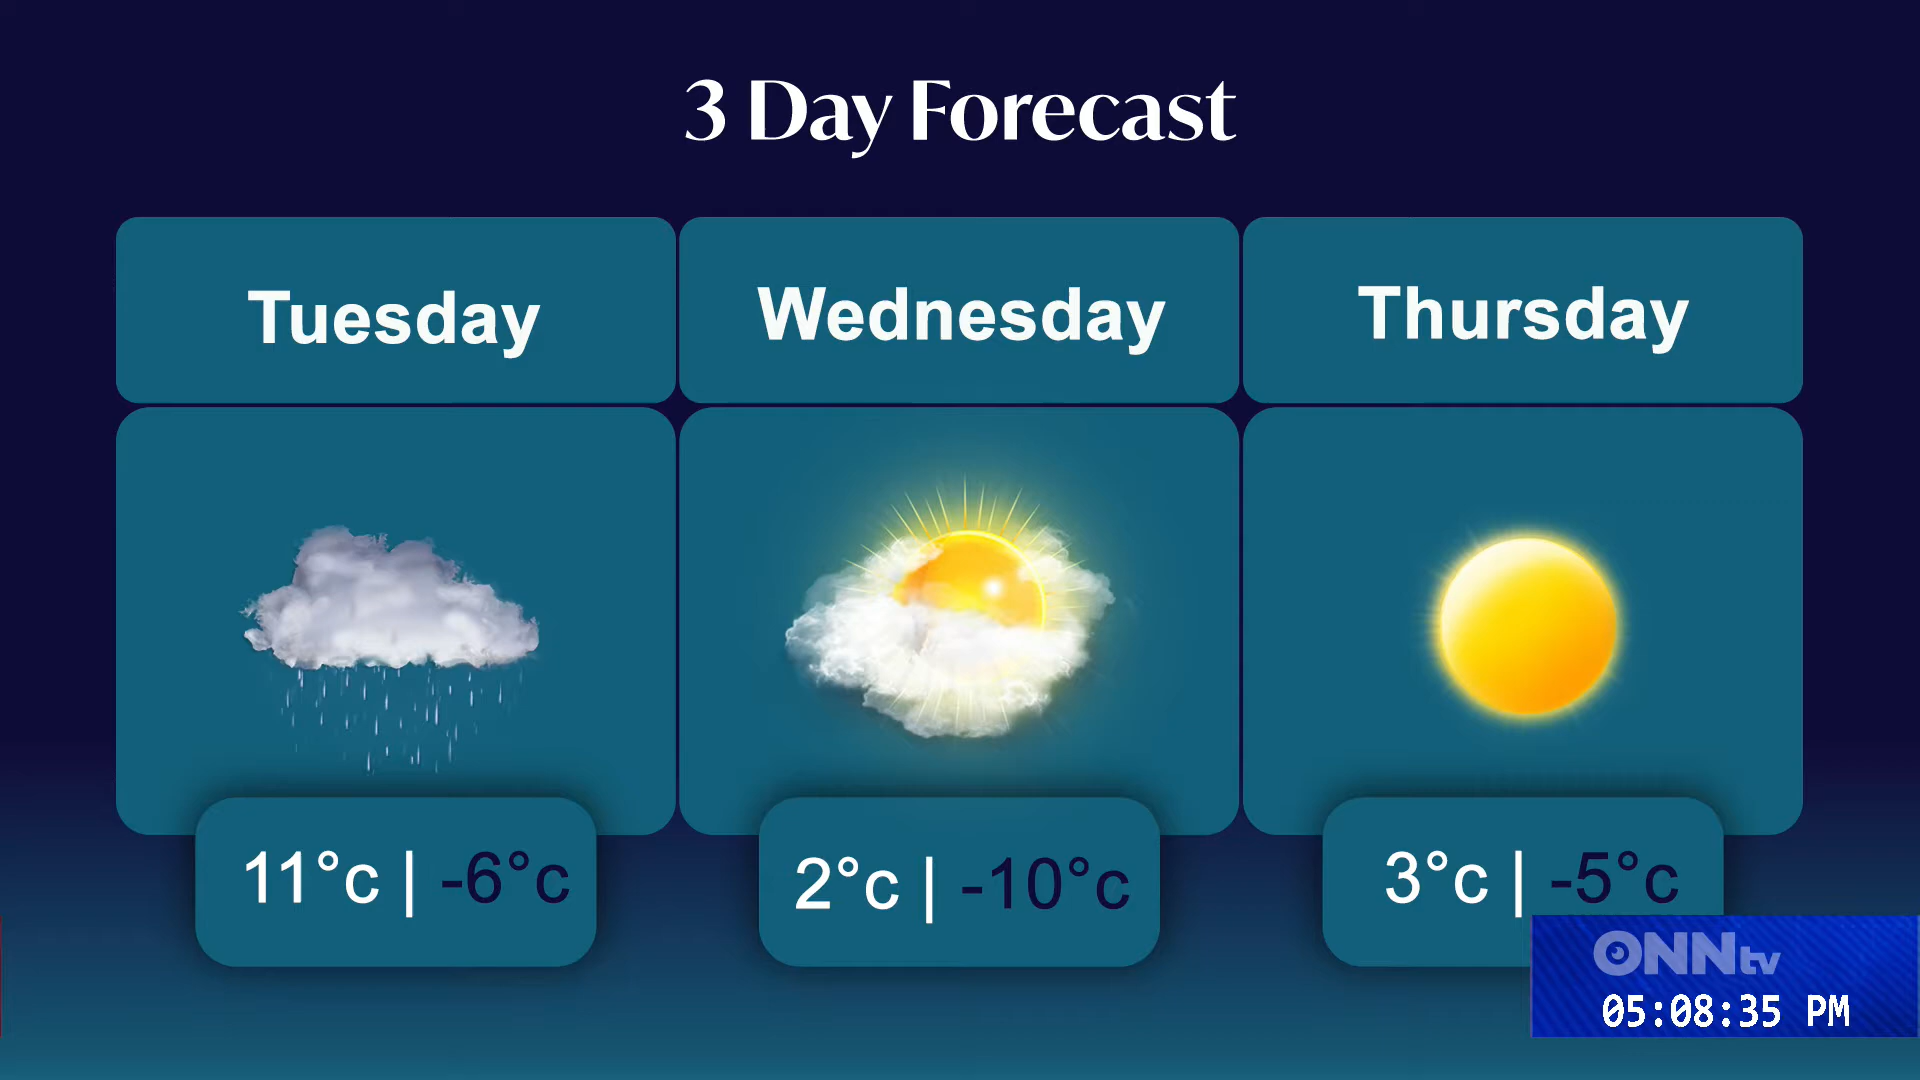 3 Day Forecast
Tuesday
Wednesday
Thursday
11°c | -6°c
2°c | -10°c
3°c | -5°c
ONNtv
05:08:35 PM